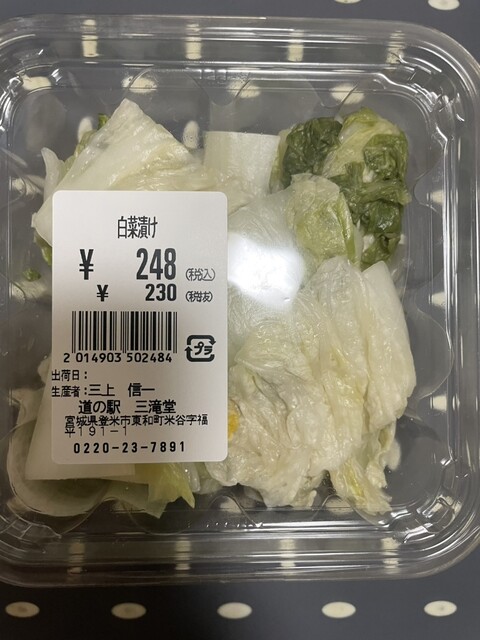 白菜漬け
¥ 248 (税込)
¥ 230 (税抜)
2 014903 502484
プラ
出荷日:
生産者:三上 信一
道の駅 三滝堂
宮城県登米市東和町米谷字福
平191-1
0220-23-7891